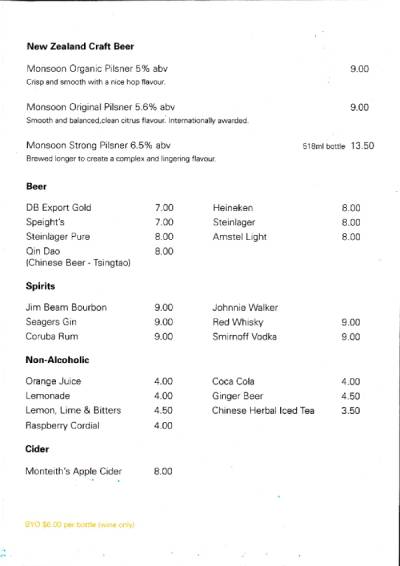 New Zealand Craft Beer
Monsoon Organic Pilsner 5% abv 9.00
Crisp and smooth with a nice hop flavour.
Monsoon Original Pilsner 5.6% abv 9.00
Smooth and balanced,clean citrus flavour. Internationally awarded.
Monsoon Strong Pilsner 6.5% abv 518ml bottle 13.50
Brewed longer to create a complex and lingering flavour.
Beer
DB Export Gold 7.00 Heineken 8.00
Speight's 7.00 Steinlager 8.00
Steinlager Pure 8.00 Amstel Light 8.00
Qin Dao 8.00
(Chinese Beer - Tsingtao)
Spirits
Jim Beam Bourbon 9.00 Johnnie Walker
Seagers Gin 9.00 Red Whisky 9.00
Coruba Rum 9.00 Smirnoff Vodka 9.00
Non-Alcoholic
Orange Juice 4.00 Coca Cola 4.00
Lemonade 4.00 Ginger Beer 4.50
Lemon, Lime & Bitters 4.50 Chinese Herbal Iced Tea 3.50
Raspberry Cordial 4.00
Cider
Monteith's Apple Cider 8.00
BYO $6.00 per bottle (wine only)